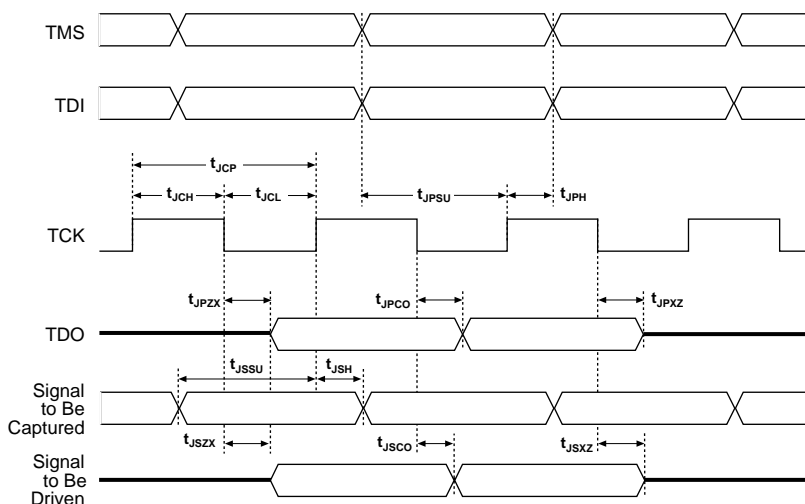 TMS
TDI
tJCP
tJCH tJCL tJPSU tJPH
TCK
tJPZX tJPCO tJPXZ
TDO
tJSSU tJSH
Signal
to Be
Captured
tJSZX tJSCO tJSXZ
Signal
to Be
Driven